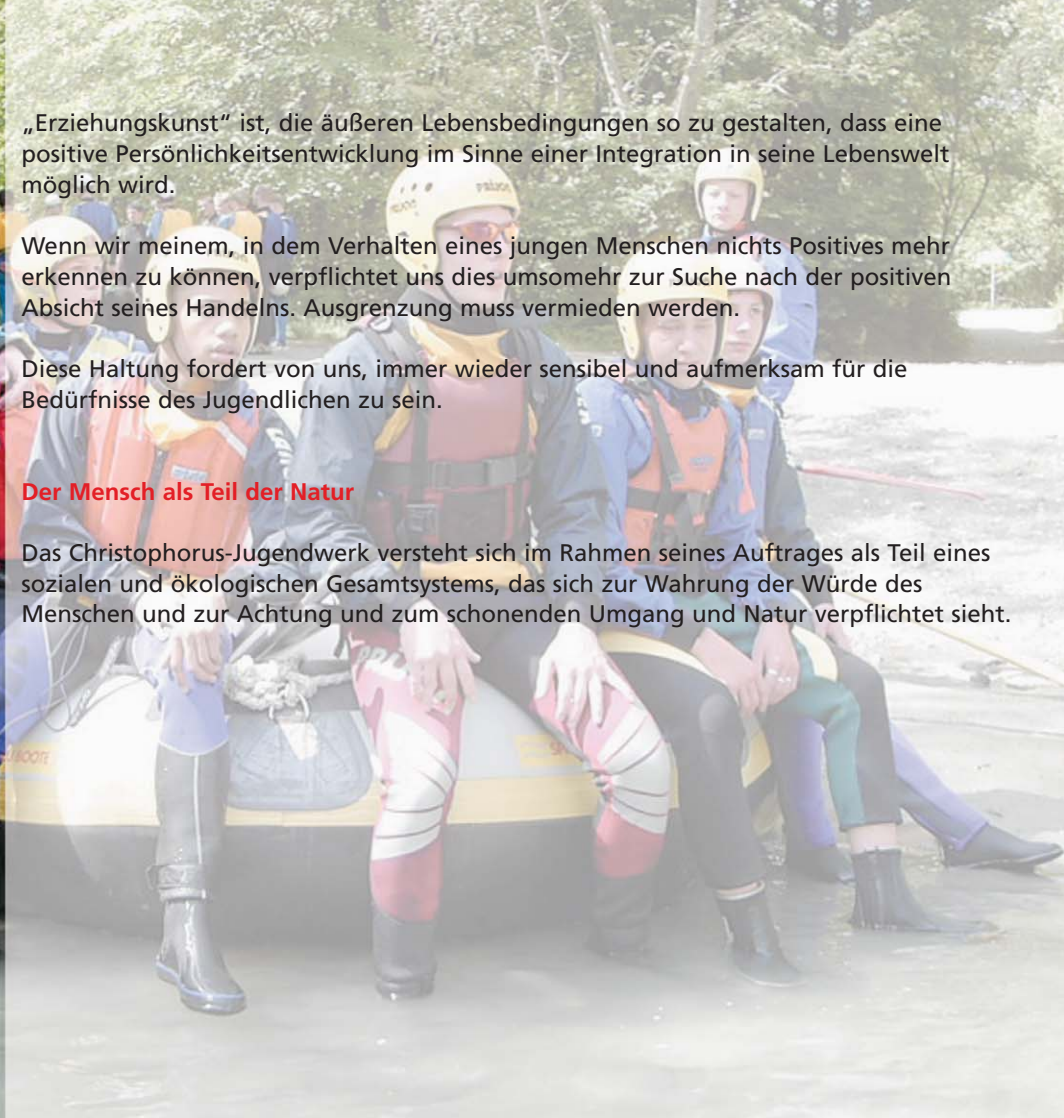 „Erziehungskunst“ ist, die äußeren Lebensbedingungen so zu gestalten, dass eine
positive Persönlichkeitsentwicklung im Sinne einer Integration in seine Lebenswelt
möglich wird.
Wenn wir meinem, in dem Verhalten eines jungen Menschen nichts Positives mehr
erkennen zu können, verpflichtet uns dies umsomehr zur Suche nach der positiven
Absicht seines Handelns. Ausgrenzung muss vermieden werden.
Diese Haltung fordert von uns, immer wieder sensibel und aufmerksam für die
Bedürfnisse des Jugendlichen zu sein.
Der Mensch als Teil der Natur
Das Christophorus-Jugendwerk versteht sich im Rahmen seines Auftrages als Teil eines
sozialen und ökologischen Gesamtsystems, das sich zur Wahrung der Würde des
Menschen und zur Achtung und zum schonenden Umgang und Natur verpflichtet sieht.